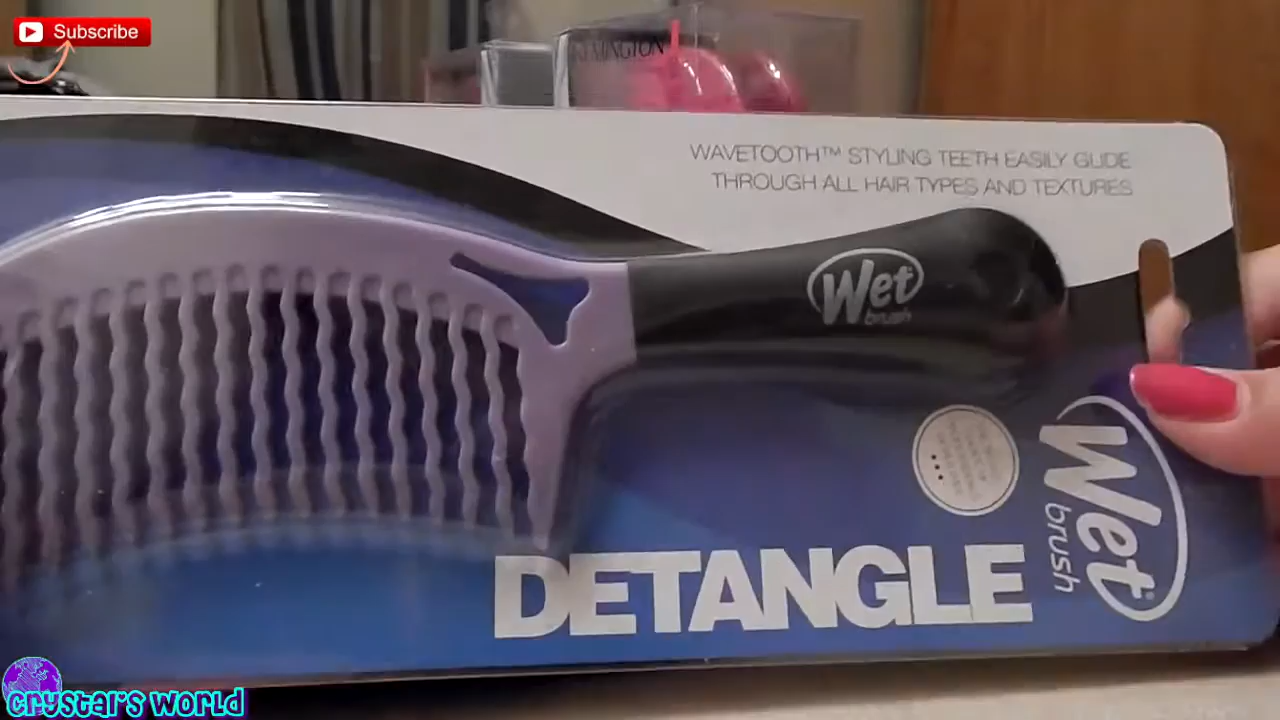 Subscribe
REMINGTON
WAVETOOTH™ STYLING TEETH EASILY GLIDE
THROUGH ALL HAIR TYPES AND TEXTURES
Wet
brush
Wet®
brush
DETANGLE
Crystar's World